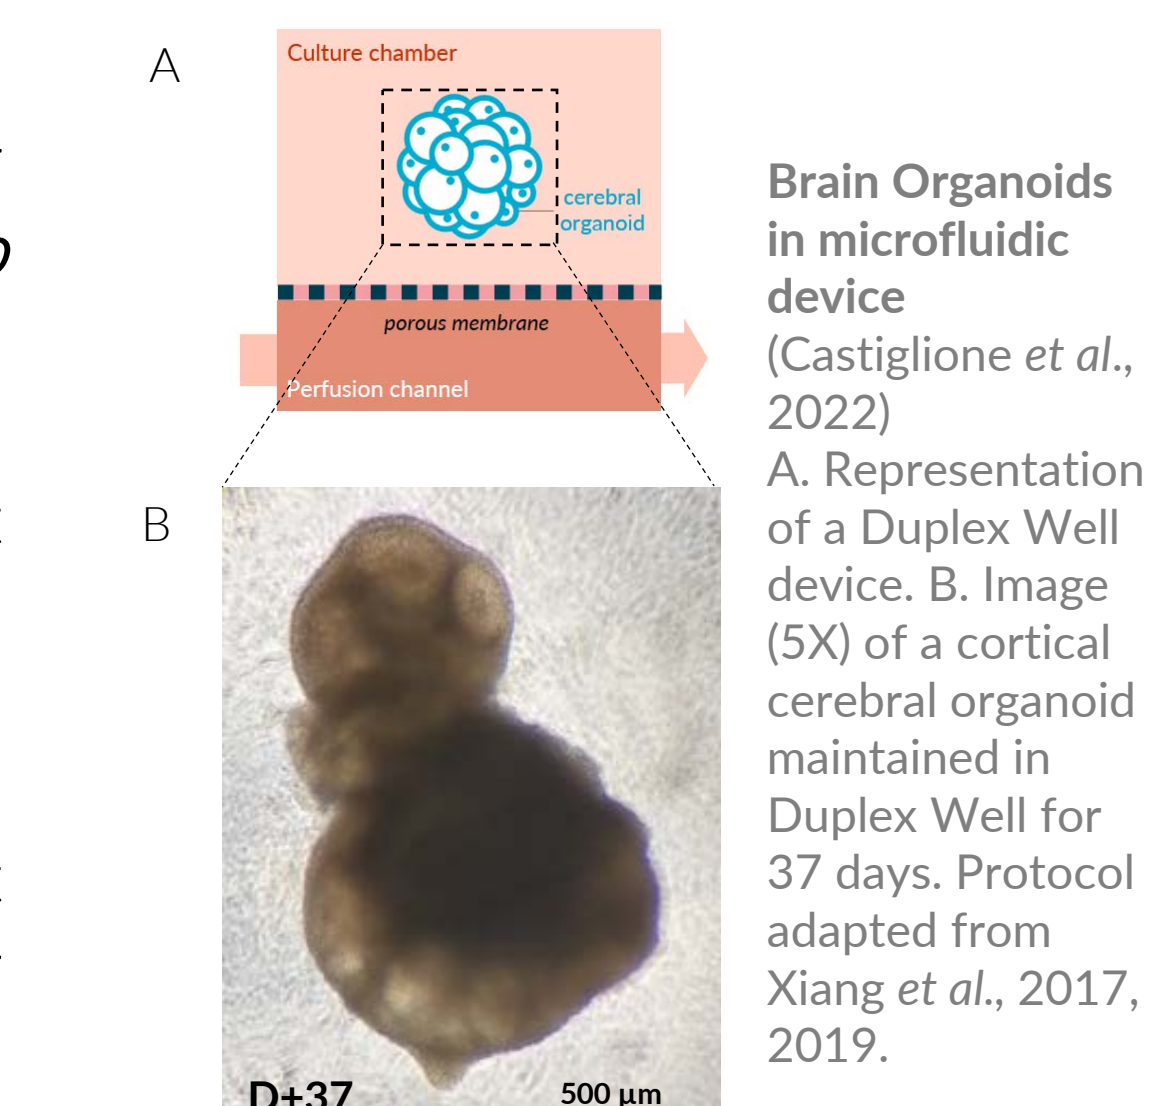 A
Culture chamber
cerebral
organoid
porous membrane
Perfusion channel
B
D+37
500 µm
Brain Organoids
in microfluidic
device
(Castiglione et al.,
2022)
A. Representation
of a Duplex Well
device. B. Image
(5X) of a cortical
cerebral organoid
maintained in
Duplex Well for
37 days. Protocol
adapted from
Xiang et al., 2017,
2019.